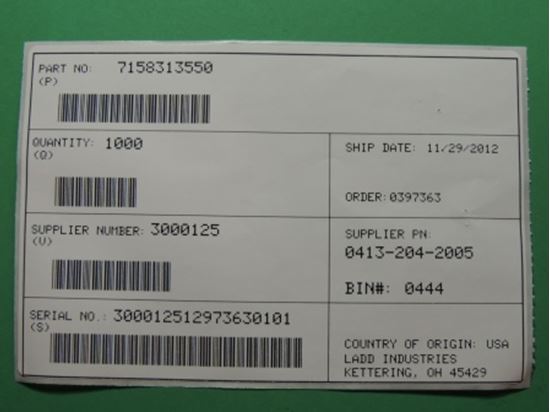 PART NO: 7158313550
(P)
QUANTITY: 1000
(Q)
SHIP DATE: 11/29/2012
ORDER:0397363
SUPPLIER NUMBER: 3000125
(V)
SUPPLIER PN:
0413-204-2005
BIN#: 0444
SERIAL NO.: 300012512973630101
(S)
COUNTRY OF ORIGIN: USA
LADD INDUSTRIES
KETTERING, OH 45429